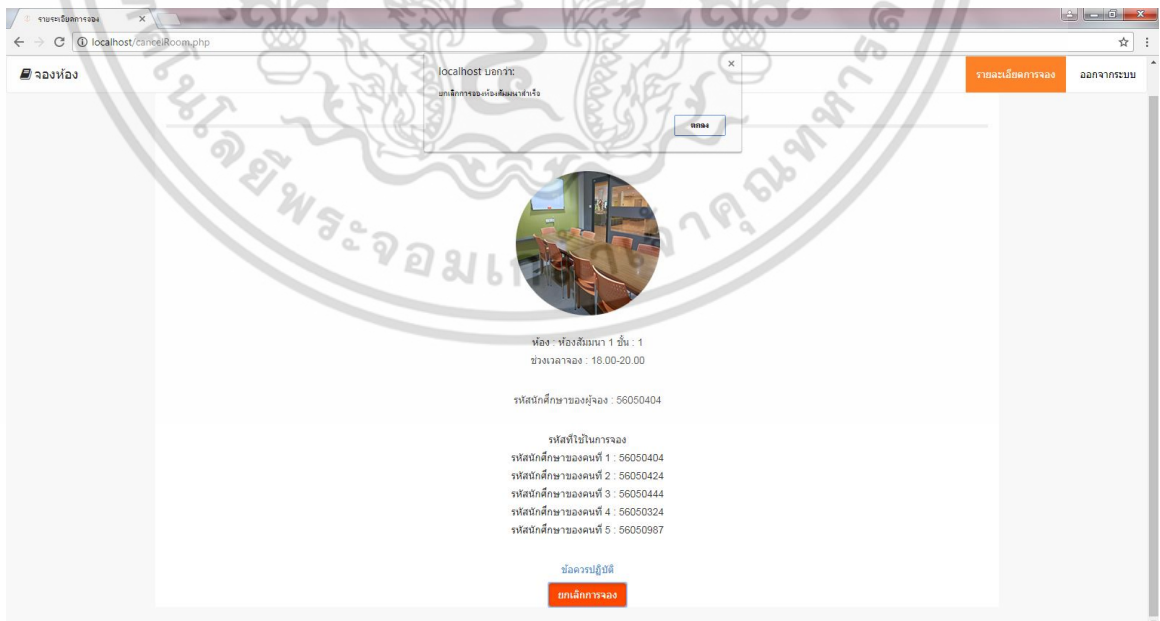 รายระเอียดการจอง
localhost/cancelRoom.php
จองห้อง
รายละเอียดการจอง
ออกจากระบบ
localhost บอกว่า:
ยกเลิกการจองห้องสัมมนาสำเร็จ
ตกลง
ห้อง : ห้องสัมมนา 1 ชั้น : 1
ช่วงเวลาจอง : 18.00-20.00
รหัสนักศึกษาของผู้จอง : 56050404
รหัสที่ใช้ในการจอง
รหัสนักศึกษาของคนที่ 1 : 56050404
รหัสนักศึกษาของคนที่ 2 : 56050424
รหัสนักศึกษาของคนที่ 3 : 56050444
รหัสนักศึกษาของคนที่ 4 : 56050324
รหัสนักศึกษาของคนที่ 5 : 56050987
ข้อควรปฏิบัติ
ยกเลิกการจอง